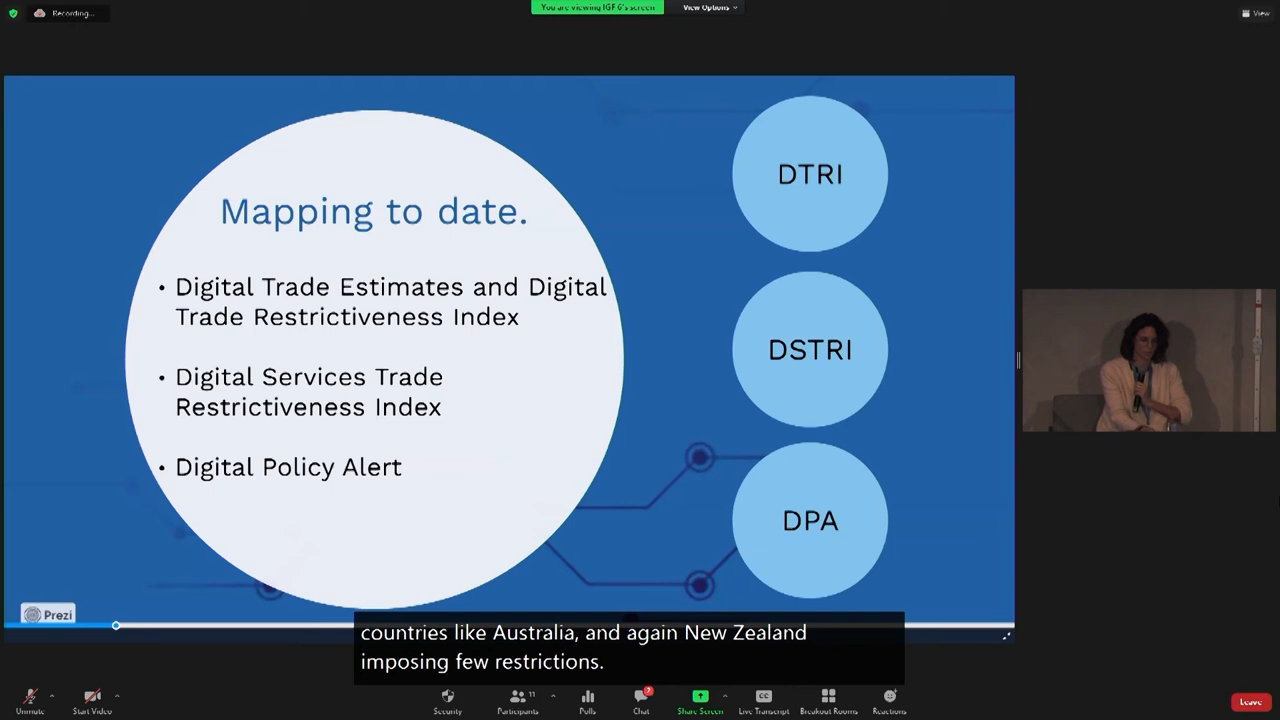 Recording...
You are viewing IGF 6's screen
View Options
View
Mapping to date.
• Digital Trade Estimates and Digital
Trade Restrictiveness Index
• Digital Services Trade
Restrictiveness Index
• Digital Policy Alert
DTRI
DSTRI
DPA
Prezi
countries like Australia, and again New Zealand
imposing few restrictions.
Unmute
Start Video
Security
Participants
11
Polls
Chat
7
Share Screen
Live Transcript
Breakout Rooms
Reactions
Leave